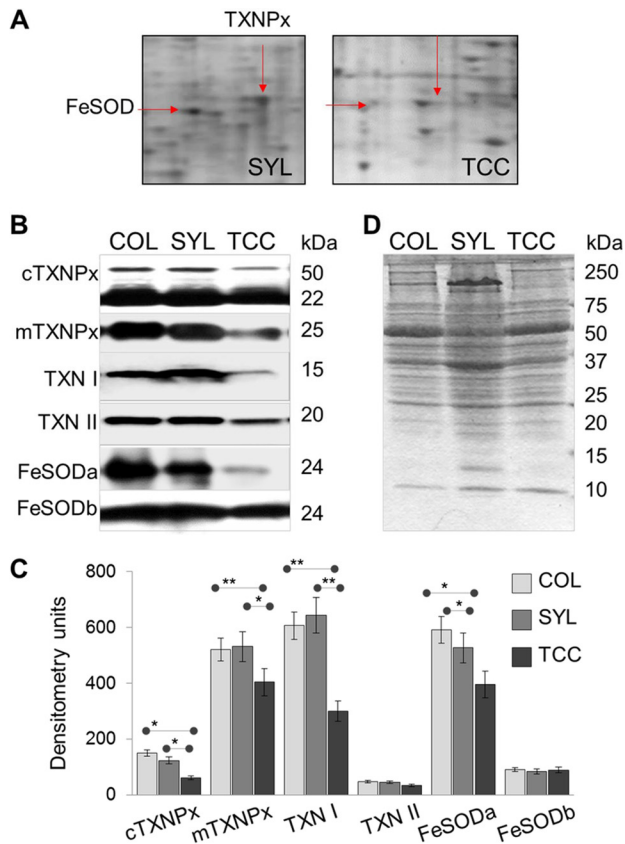 A
TXNPx
FeSOD
SYL
TCC
B
COL SYL TCC kDa
cTXNPx
50
22
mTXNPx 25
TXN I 15
TXN II 20
FeSODa 24
FeSODb 24
D
COL SYL TCC kDa
250
75
50
37
25
20
15
10
C
Densitometry units
800
600
400
200
0
* *
** *
** **
* *
COL
SYL
TCC
cTXNPx mTXNPx TXN I TXN II FeSODa FeSODb